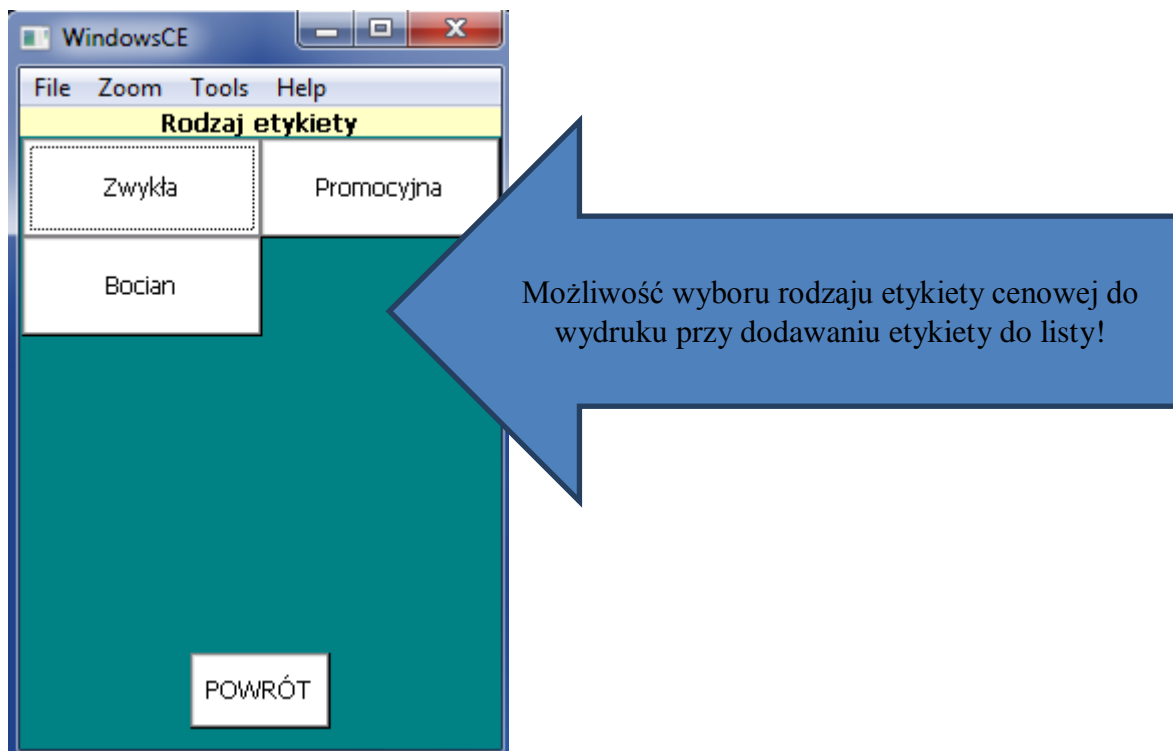 WindowsCE
File Zoom Tools Help
Rodzaj etykiety
Zwykła Promocyjna
Bocian
Możliwość wyboru rodzaju etykiety cenowej do
wydruku przy dodawaniu etykiety do listy!
POWRÓT